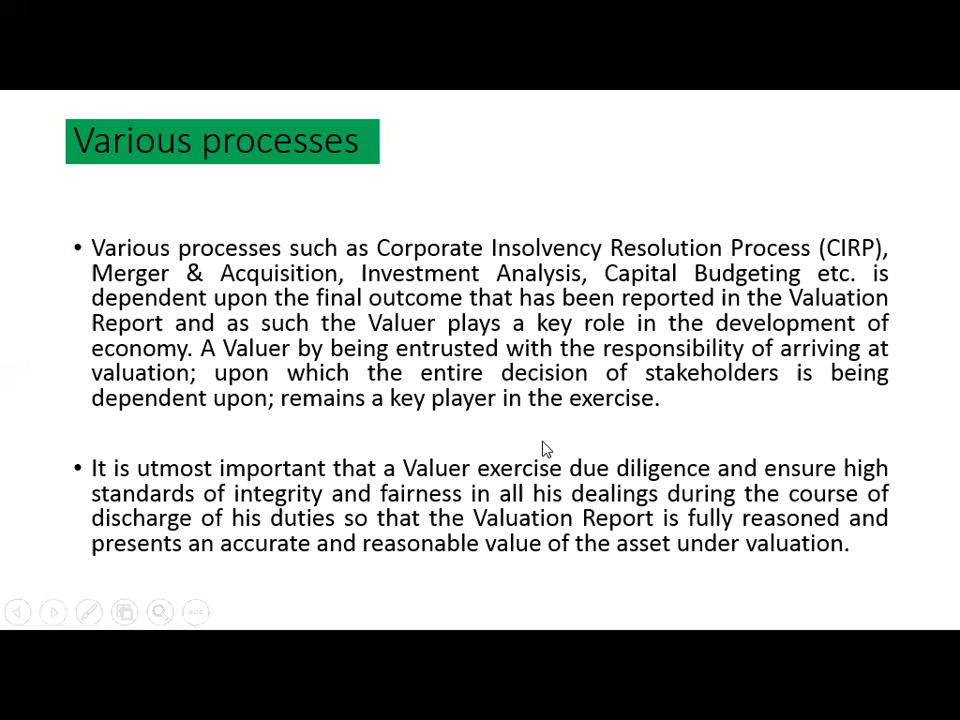 Various processes
• Various processes such as Corporate Insolvency Resolution Process (CIRP),
Merger & Acquisition, Investment Analysis, Capital Budgeting etc. is
dependent upon the final outcome that has been reported in the Valuation
Report and as such the Valuer plays a key role in the development of
economy. A Valuer by being entrusted with the responsibility of arriving at
valuation; upon which the entire decision of stakeholders is being
dependent upon; remains a key player in the exercise.
• It is utmost important that a Valuer exercise due diligence and ensure high
standards of integrity and fairness in all his dealings during the course of
discharge of his duties so that the Valuation Report is fully reasoned and
presents an accurate and reasonable value of the asset under valuation.